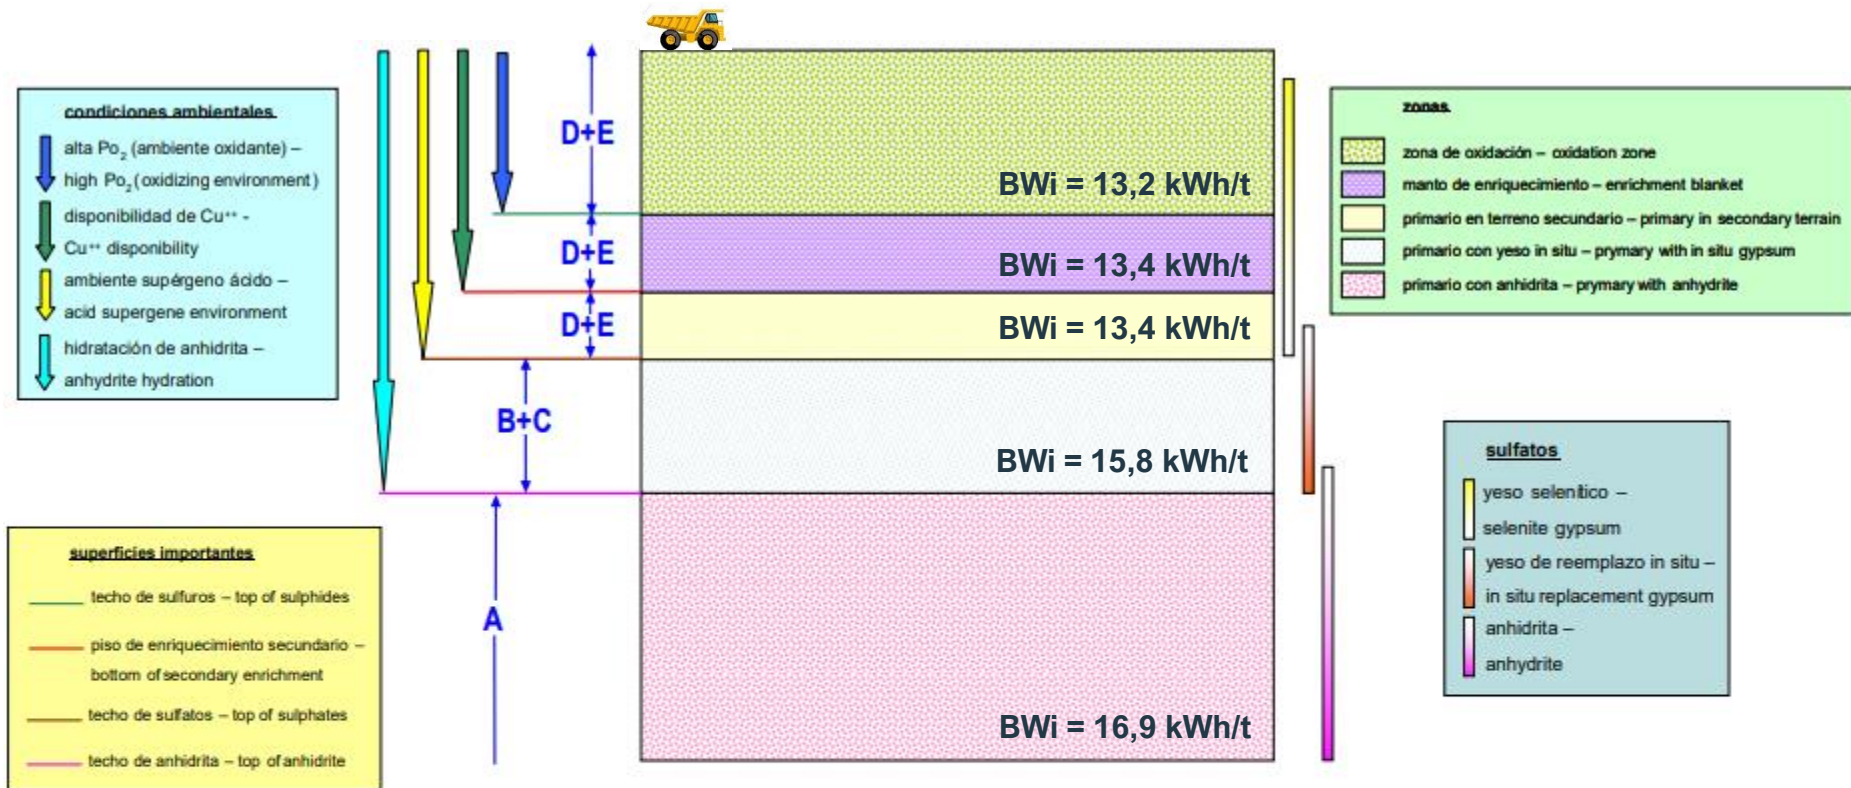 condiciones ambientales
alta Po₂ (ambiente oxidante) –
high Po₂ (oxidizing environment)
disponibilidad de Cu⁺⁺ -
Cu⁺⁺ disponibility
ambiente supérgeno ácido –
acid supergene environment
hidratación de anhidrita –
anhydrite hydration
superficies importantes
techo de sulfuros – top of sulphides
piso de enriquecimiento secundario –
bottom of secondary enrichment
techo de sulfatos – top of sulphates
techo de anhidrita – top of anhidrite
D+E
D+E
D+E
B+C
A
BWi = 13,2 kWh/t
BWi = 13,4 kWh/t
BWi = 13,4 kWh/t
BWi = 15,8 kWh/t
BWi = 16,9 kWh/t
zonas
zona de oxidación – oxidation zone
manto de enriquecimiento – enrichment blanket
primario en terreno secundario – primary in secondary terrain
primario con yeso in situ – prymary with in situ gypsum
primario con anhidrita – prymary with anhydrite
sulfatos
yeso selenítico –
selenite gypsum
yeso de reemplazo in situ –
in situ replacement gypsum
anhidrita –
anhydrite